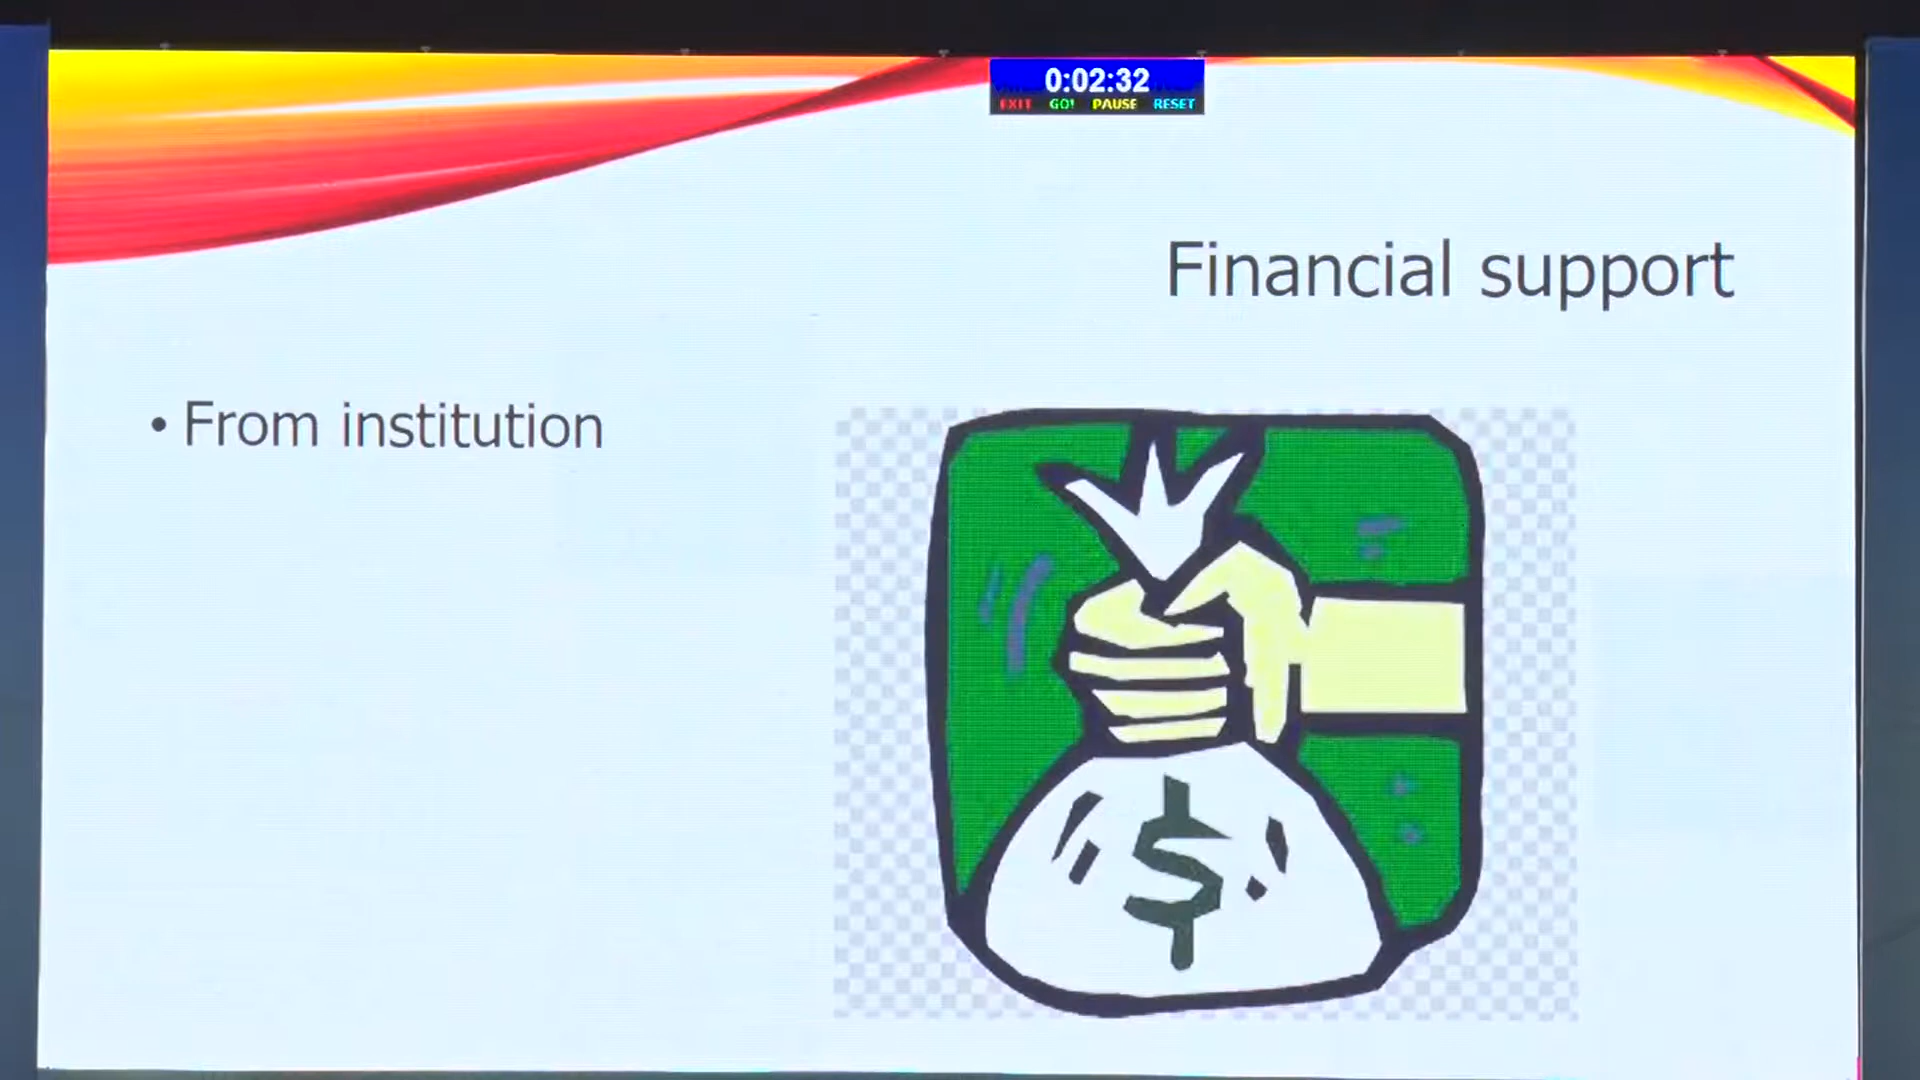 0:02:32
EXIT GO! PAUSE RESET
Financial support
• From institution
$